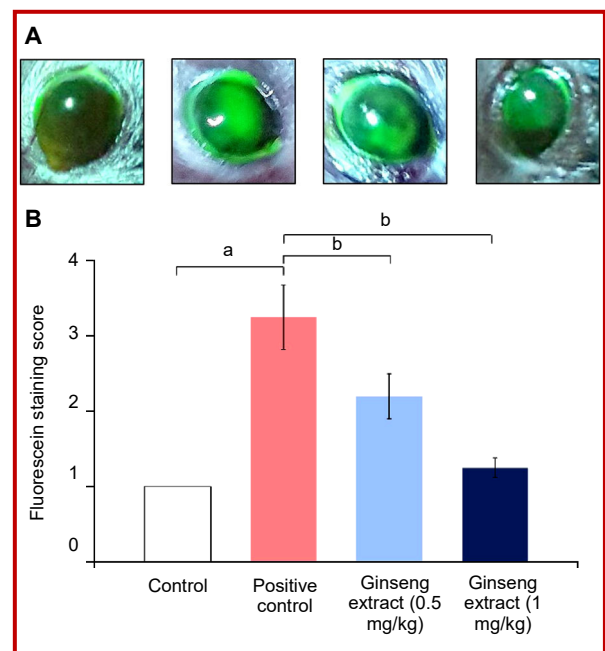 A
B
b
a
b
4
3
2
1
0
Fluorescein staining score
Control
Positive
control
Ginseng
extract (0.5
mg/kg)
Ginseng
extract (1
mg/kg)